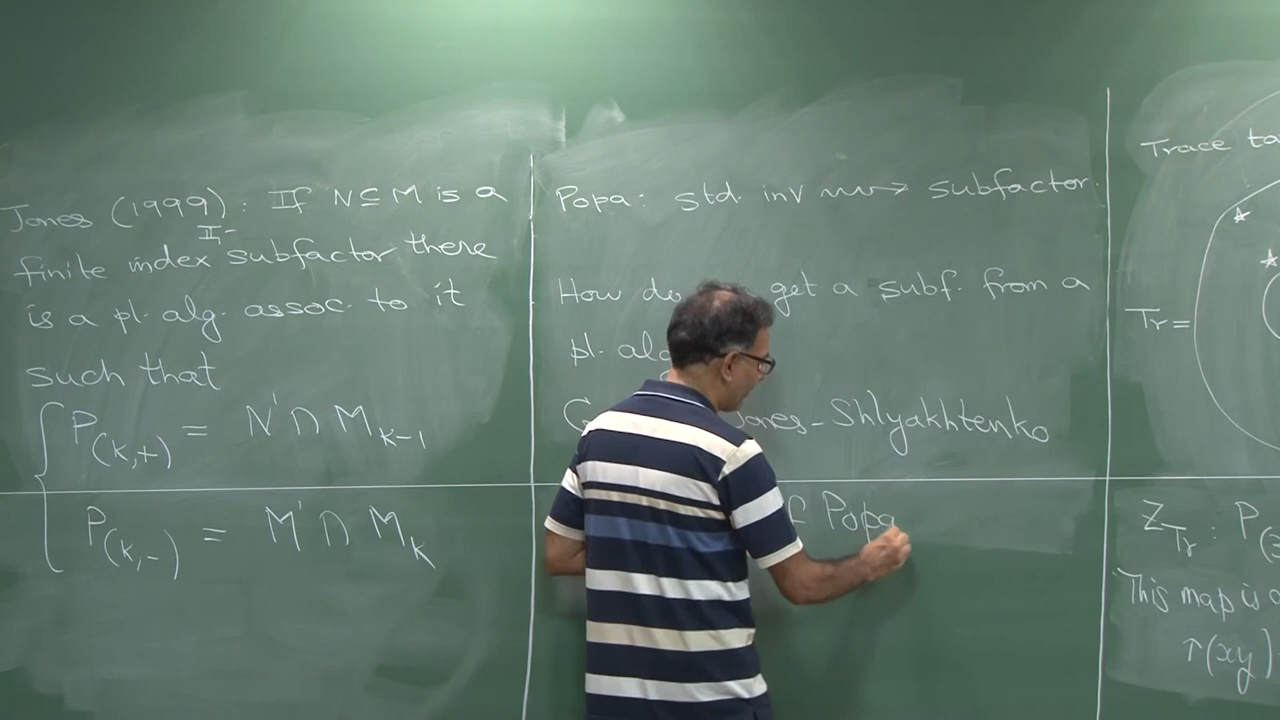 Jones (1999): If N⊆M is a
II₁-
finite index subfactor there
is a pl. alg. assoc. to it
such that
P(k,+) = N'∩M_{k-1}
P(k,-) = M'∩M_k
Popa: std. inv ⇝ subfactor.
How do get a subf. from a
pl.
Jones-Shlyakhtenko
Popa
Trace
Tr=
Z_{Tr} : P
This map is
τ(xy)